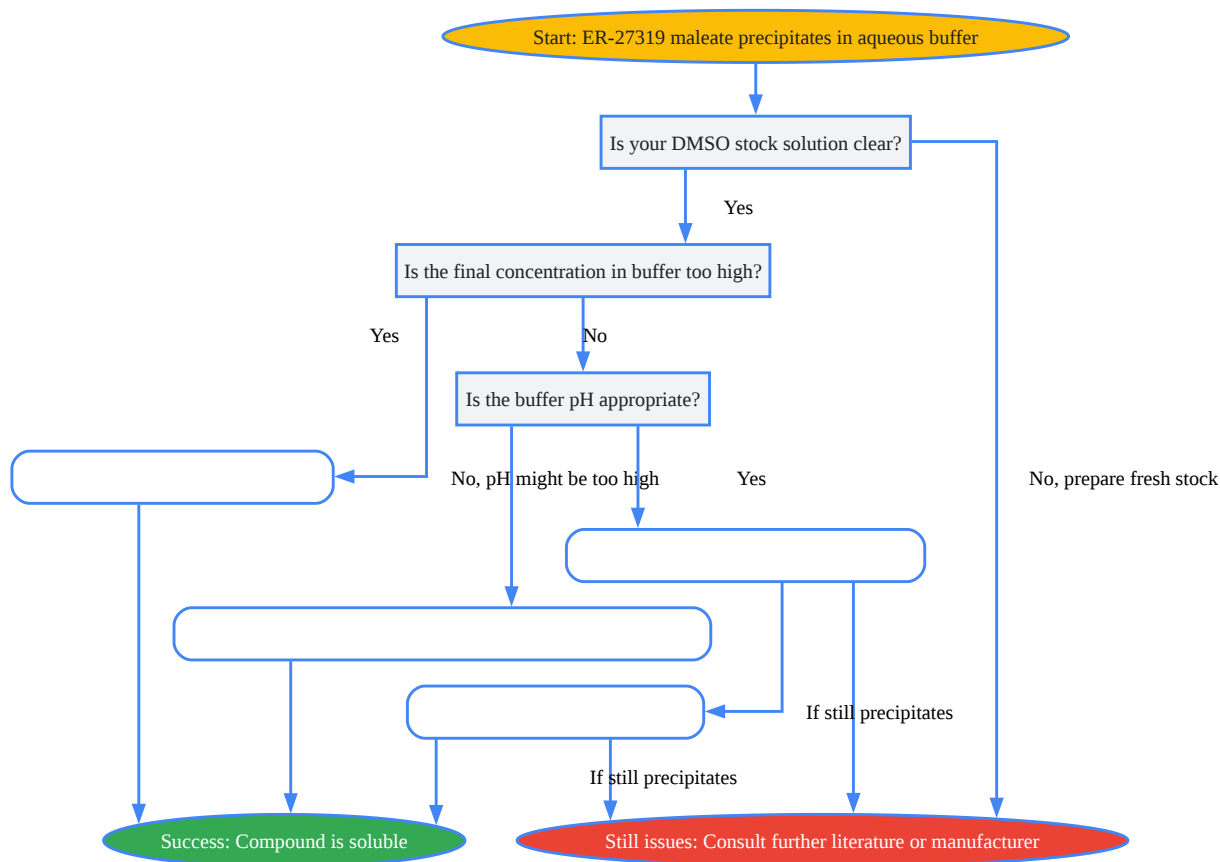 Start: ER-27319 maleate precipitates in aqueous buffer
Is your DMSO stock solution clear?
Yes
Is the final concentration in buffer too high?
Yes
No
Is the buffer pH appropriate?
No, pH might be too high
Yes
No, prepare fresh stock
If still precipitates
If still precipitates
Success: Compound is soluble
Still issues: Consult further literature or manufacturer